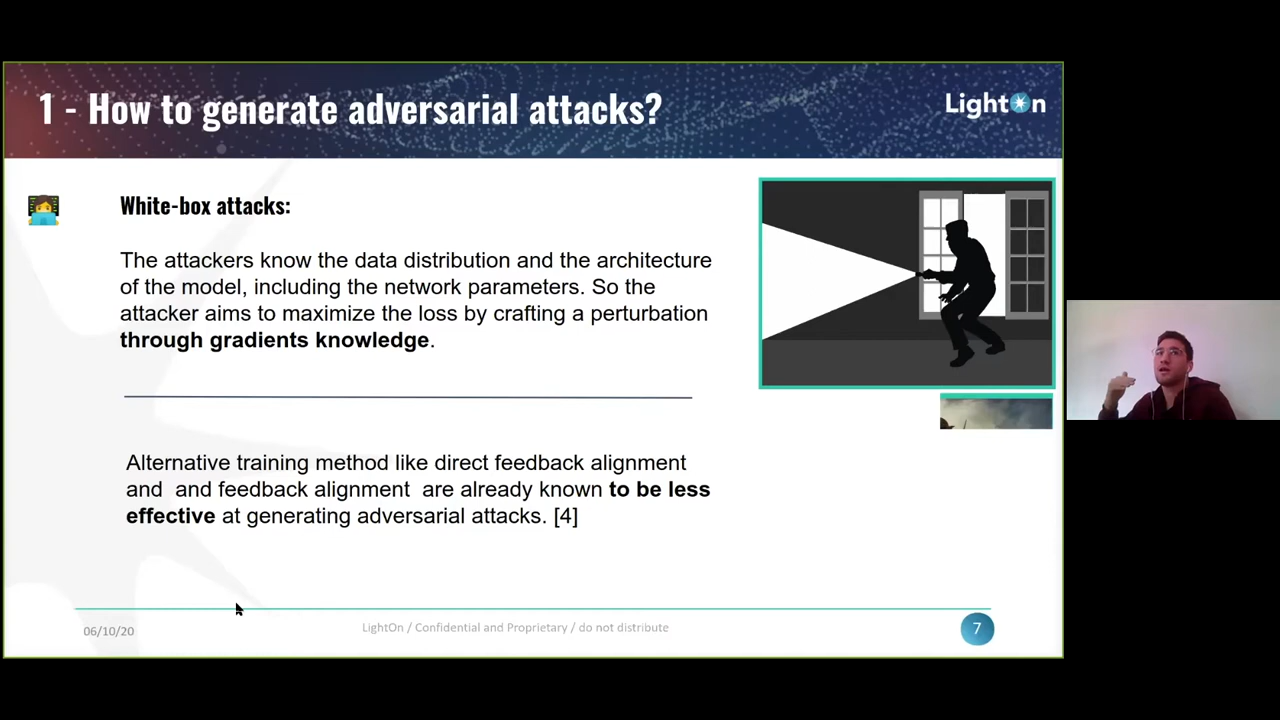 1 - How to generate adversarial attacks?
LightOn
White-box attacks:
The attackers know the data distribution and the architecture
of the model, including the network parameters. So the
attacker aims to maximize the loss by crafting a perturbation
through gradients knowledge.
Alternative training method like direct feedback alignment
and and feedback alignment are already known to be less
effective at generating adversarial attacks. [4]
06/10/20
LightOn / Confidential and Proprietary / do not distribute
7